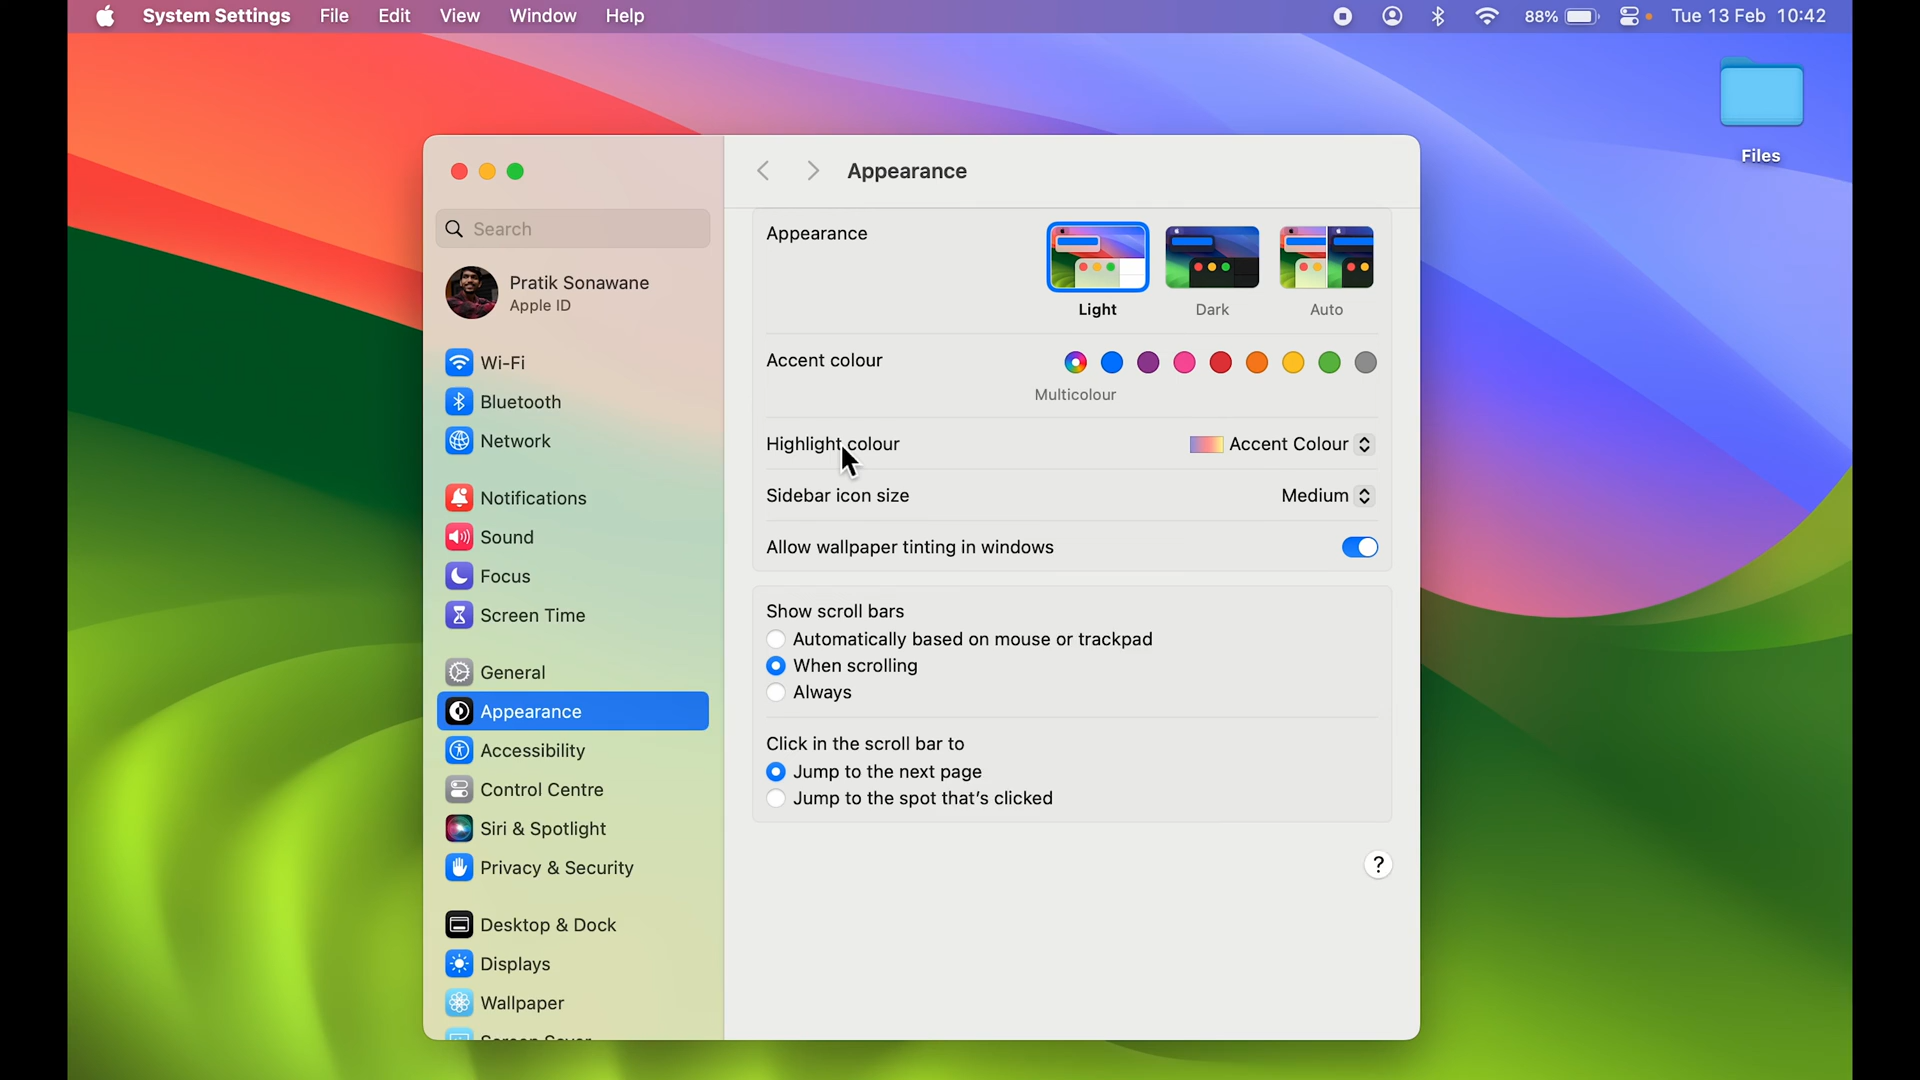 System Settings File Edit View Window Help 88% Tue 13 Feb 10:42
Files
Search
Pratik Sonawane
Apple ID
Wi-Fi
Bluetooth
Network
Notifications
Sound
Focus
Screen Time
General
Appearance
Accessibility
Control Centre
Siri & Spotlight
Privacy & Security
Desktop & Dock
Displays
Wallpaper
Appearance
Appearance
Light Dark Auto
Accent colour
Multicolour
Highlight colour Accent Colour
Sidebar icon size Medium
Allow wallpaper tinting in windows
Show scroll bars
Automatically based on mouse or trackpad
When scrolling
Always
Click in the scroll bar to
Jump to the next page
Jump to the spot that's clicked
?